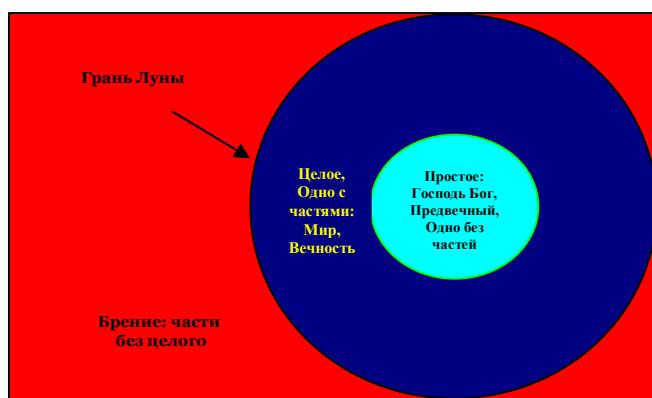 Грань Луны
Целое,
Одно с
частями:
Мир,
Вечность
Простое:
Господь Бог,
Предвечный,
Одно без
частей
Брение: части
без целого